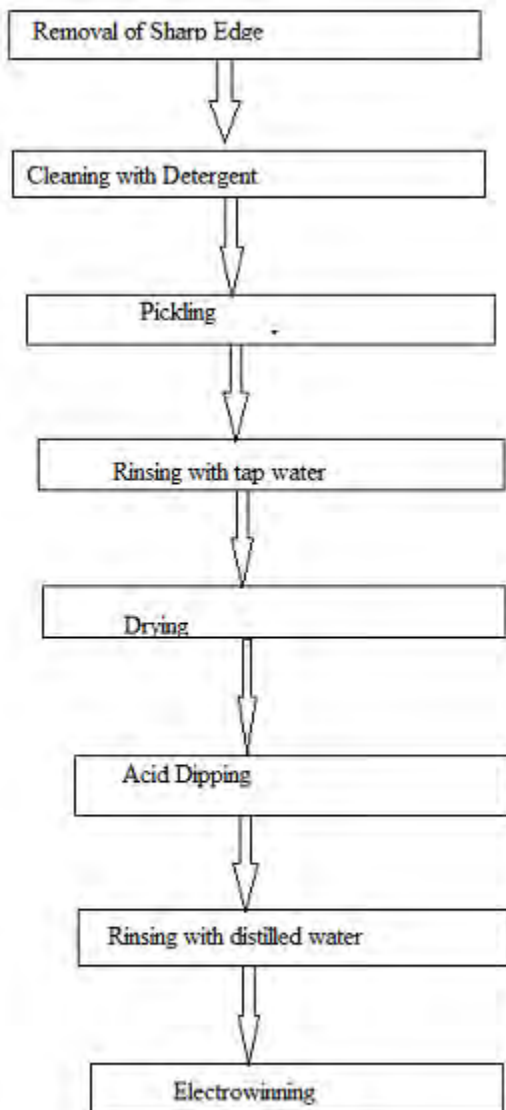 Removal of Sharp Edge
Cleaning with Detergent
Pickling
Rinsing with tap water
Drying
Acid Dipping
Rinsing with distilled water
Electrowinning